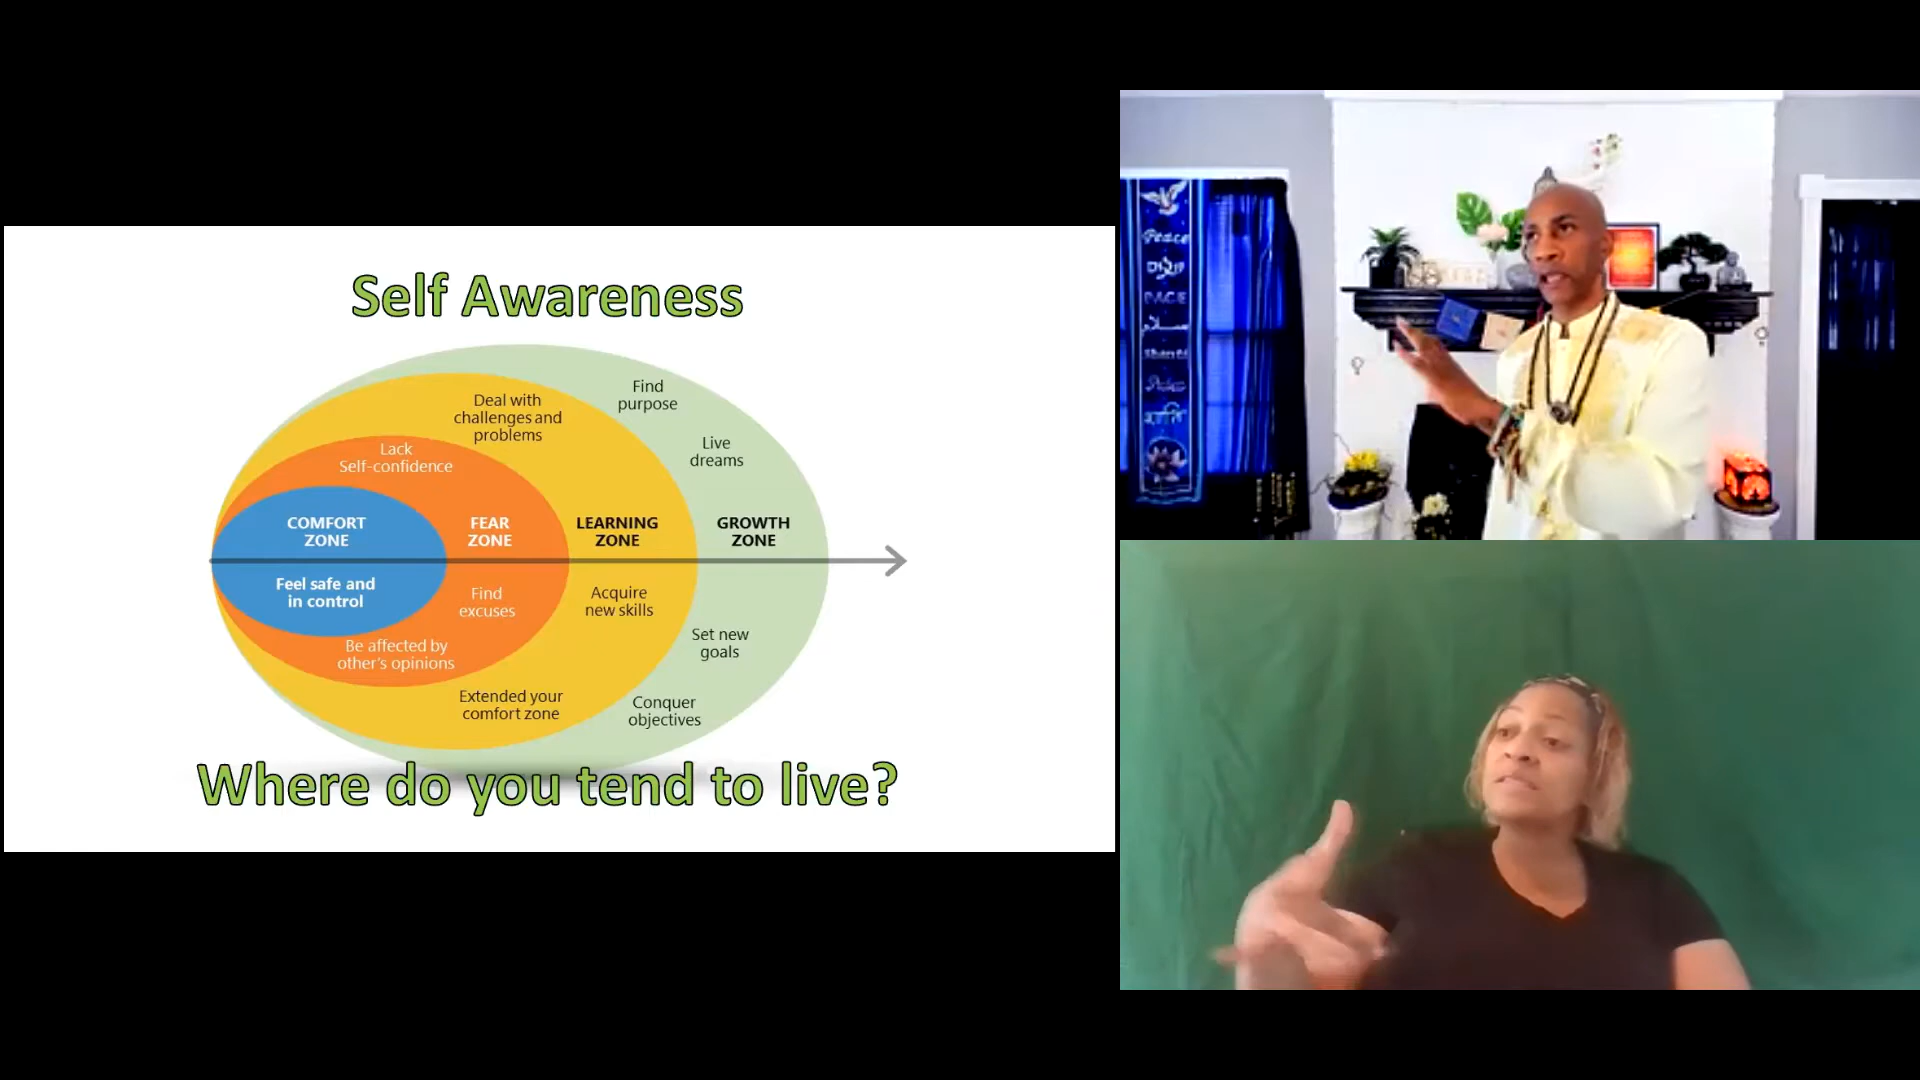 Self Awareness
Find
purpose
Deal with
challenges and
problems
Live
dreams
Lack
Self-confidence
COMFORT
ZONE
FEAR
ZONE
LEARNING
ZONE
GROWTH
ZONE
Feel safe and
in control
Find
excuses
Acquire
new skills
Set new
goals
Be affected by
other's opinions
Extended your
comfort zone
Conquer
objectives
Where do you tend to live?
Peace
PACE
Shanti